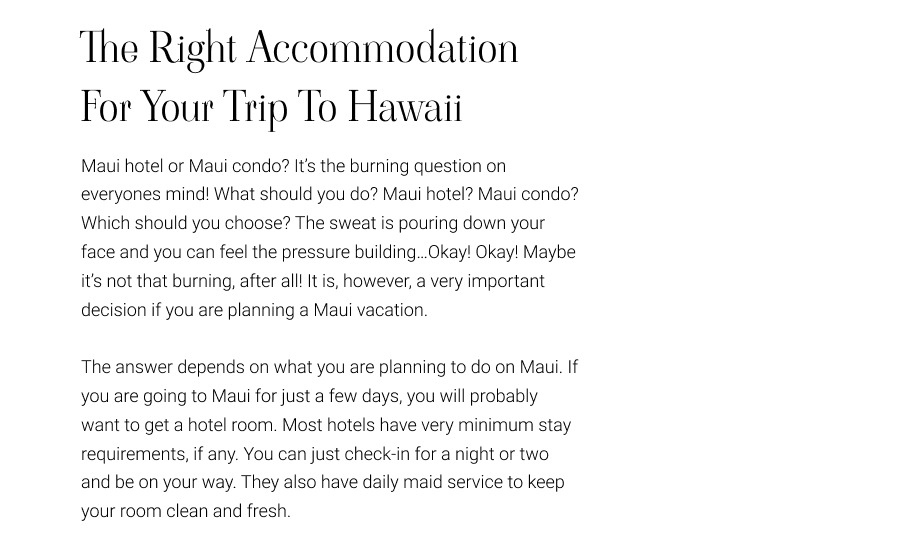 The Right Accommodation
For Your Trip To Hawaii
Maui hotel or Maui condo? It’s the burning question on
everyones mind! What should you do? Maui hotel? Maui condo?
Which should you choose? The sweat is pouring down your
face and you can feel the pressure building…Okay! Okay! Maybe
it’s not that burning, after all! It is, however, a very important
decision if you are planning a Maui vacation.
The answer depends on what you are planning to do on Maui. If
you are going to Maui for just a few days, you will probably
want to get a hotel room. Most hotels have very minimum stay
requirements, if any. You can just check-in for a night or two
and be on your way. They also have daily maid service to keep
your room clean and fresh.